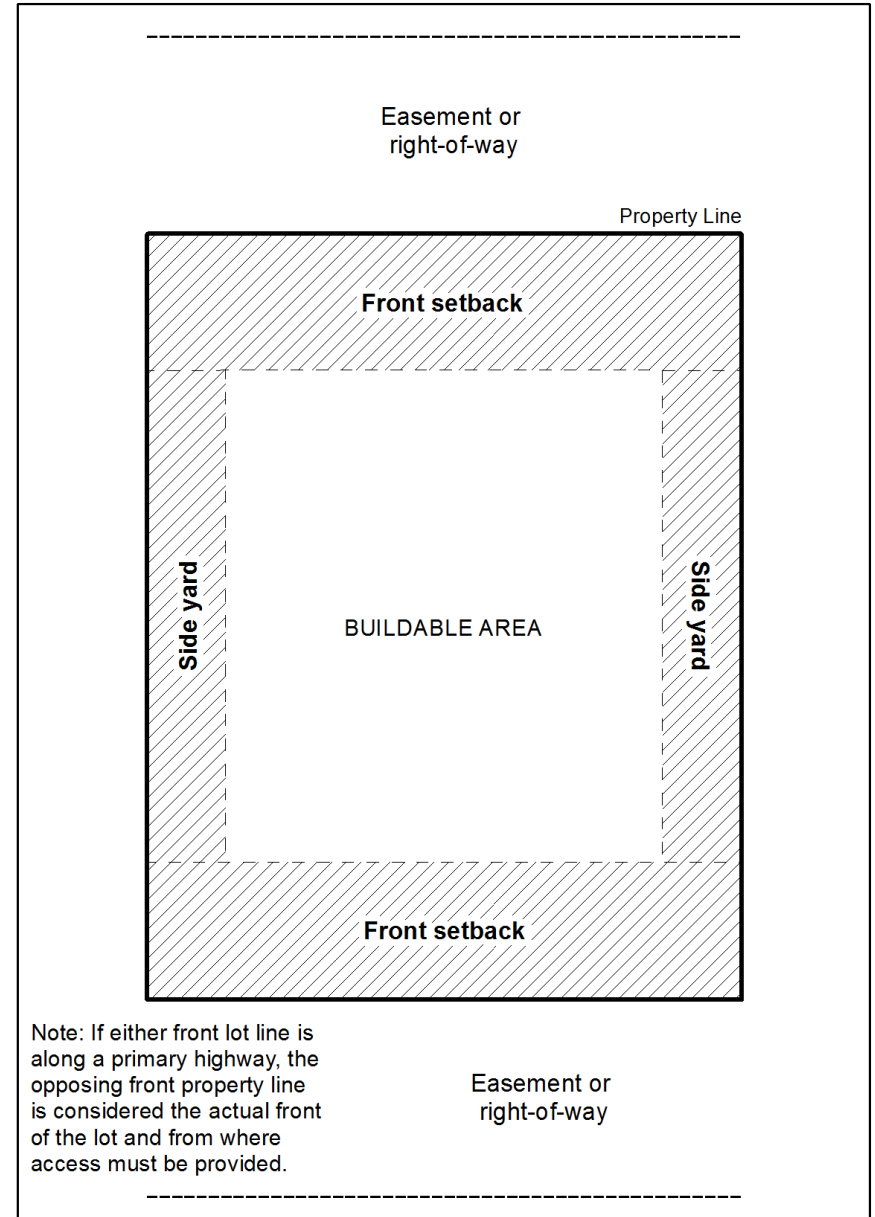 Easement or
right-of-way
Property Line
Front setback
Side yard
BUILDABLE AREA
Side yard
Front setback
Note: If either front lot line is
along a primary highway, the
opposing front property line
is considered the actual front
of the lot and from where
access must be provided.
Easement or
right-of-way